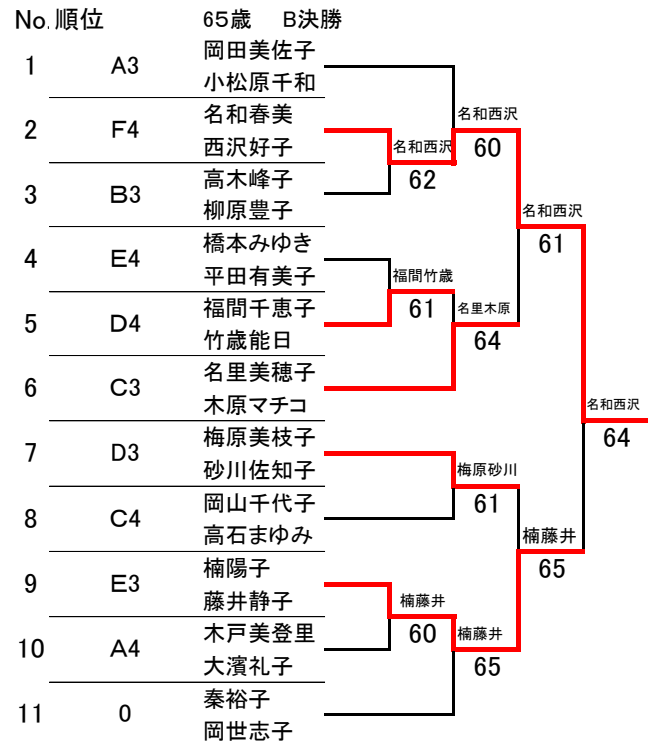 No.順位 65歳 B決勝
岡田美佐子
1 A3
小松原千和
名和春美 名和西沢
2 F4
西沢好子 名和西沢 60
高木峰子 62
3 B3
柳原豊子 名和西沢
橋本みゆき 61
4 E4
平田有美子 福間竹歳
福間千恵子 61 名里木原
5 D4
竹歳能日 64
名里美穂子
6 C3
木原マチコ 名和西沢
梅原美枝子 64
7 D3
砂川佐知子 梅原砂川
岡山千代子 61
8 C4
高石まゆみ 楠藤井
楠陽子 65
9 E3
藤井静子 楠藤井
木戸美登里 60 楠藤井
10 A4
大濱礼子 65
秦裕子
11 0
岡世志子